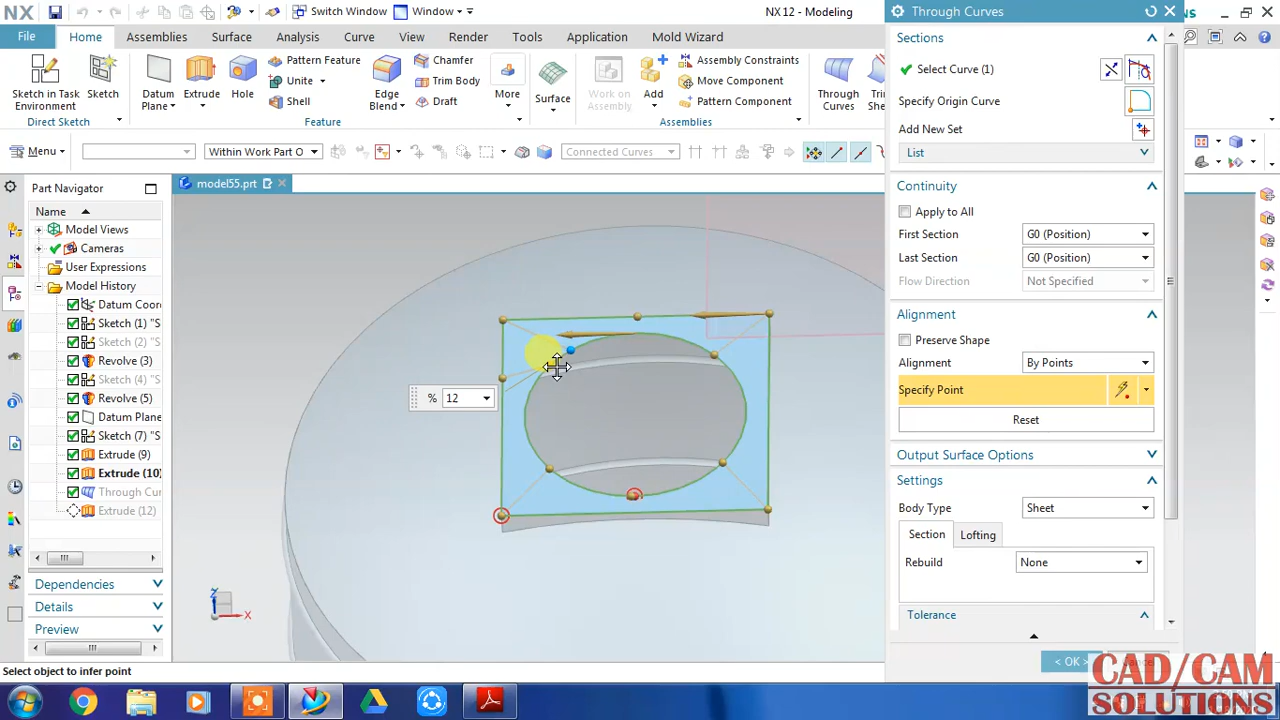 NX
Switch Window
Window
NX 12 - Modeling
Through Curves
File
Home
Assemblies
Surface
Analysis
Curve
View
Render
Tools
Application
Mold Wizard
Sketch in Task Environment
Sketch
Direct Sketch
Datum Plane
Extrude
Hole
Pattern Feature
Unite
Shell
Edge Blend
Chamfer
Trim Body
Draft
More
Feature
Surface
Work on Assembly
Add
Assembly Constraints
Move Component
Pattern Component
Assemblies
Through Curves
Menu
Within Work Part O
Connected Curves
Part Navigator
model55.prt
Name
Model Views
Cameras
User Expressions
Model History
Datum Coor
Sketch (1) "S
Sketch (2) "S
Revolve (3)
Sketch (4) "S
Revolve (5)
Datum Plane
Sketch (7) "S
Extrude (9)
Extrude (10)
Through Cur
Extrude (12)
Dependencies
Details
Preview
% 12
Z
X
Sections
Select Curve (1)
Specify Origin Curve
Add New Set
List
Continuity
Apply to All
First Section G0 (Position)
Last Section G0 (Position)
Flow Direction Not Specified
Alignment
Preserve Shape
Alignment By Points
Specify Point
Reset
Output Surface Options
Settings
Body Type Sheet
Section Lofting
Rebuild None
Tolerance
< OK >
Select object to infer point
CAD/CAM
SOLUTIONS